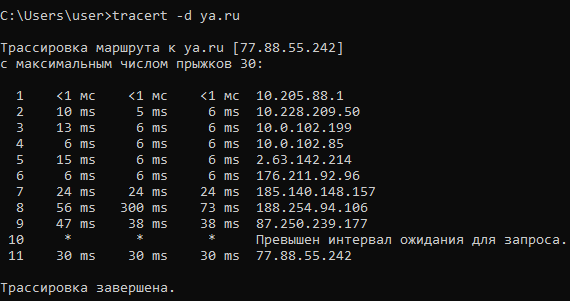 C:\Users\user>tracert -d ya.ru
Трассировка маршрута к ya.ru [77.88.55.242]
с максимальным числом прыжков 30:
1 <1 мс <1 мс <1 мс 10.205.88.1
2 10 ms 5 ms 6 ms 10.228.209.50
3 13 ms 6 ms 6 ms 10.0.102.199
4 6 ms 6 ms 6 ms 10.0.102.85
5 15 ms 6 ms 6 ms 2.63.142.214
6 6 ms 6 ms 6 ms 176.211.92.96
7 24 ms 24 ms 24 ms 185.140.148.157
8 56 ms 300 ms 73 ms 188.254.94.106
9 47 ms 38 ms 38 ms 87.250.239.177
10 * * * Превышен интервал ожидания для запроса.
11 30 ms 30 ms 30 ms 77.88.55.242
Трассировка завершена.